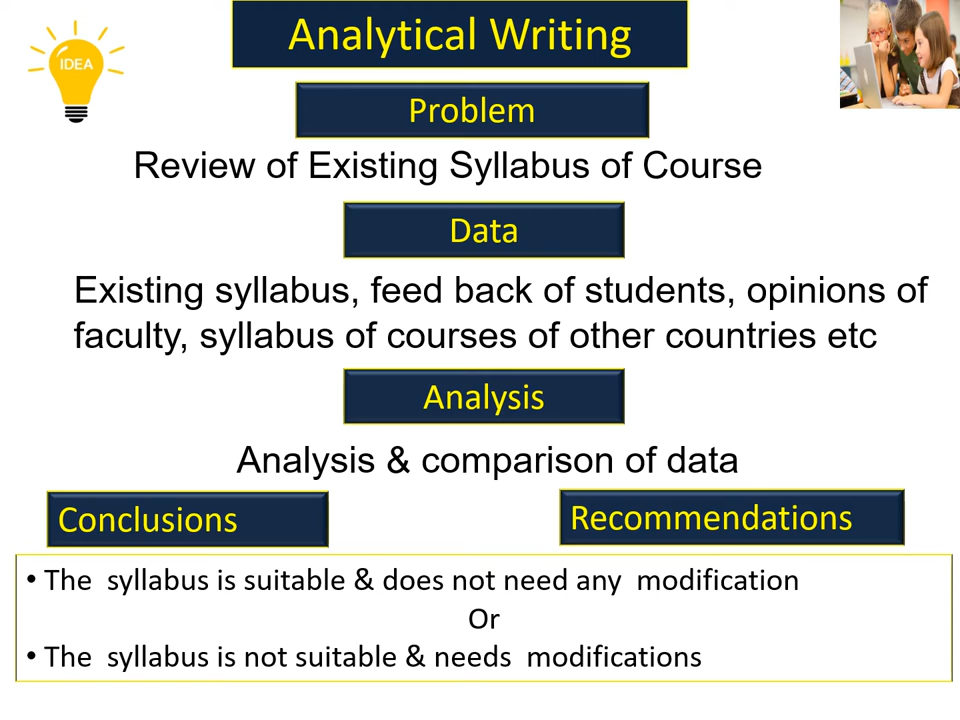 IDEA
Analytical Writing
Problem
Review of Existing Syllabus of Course
Data
Existing syllabus, feed back of students, opinions of
faculty, syllabus of courses of other countries etc
Analysis
Analysis & comparison of data
Conclusions
Recommendations
• The syllabus is suitable & does not need any modification
Or
• The syllabus is not suitable & needs modifications